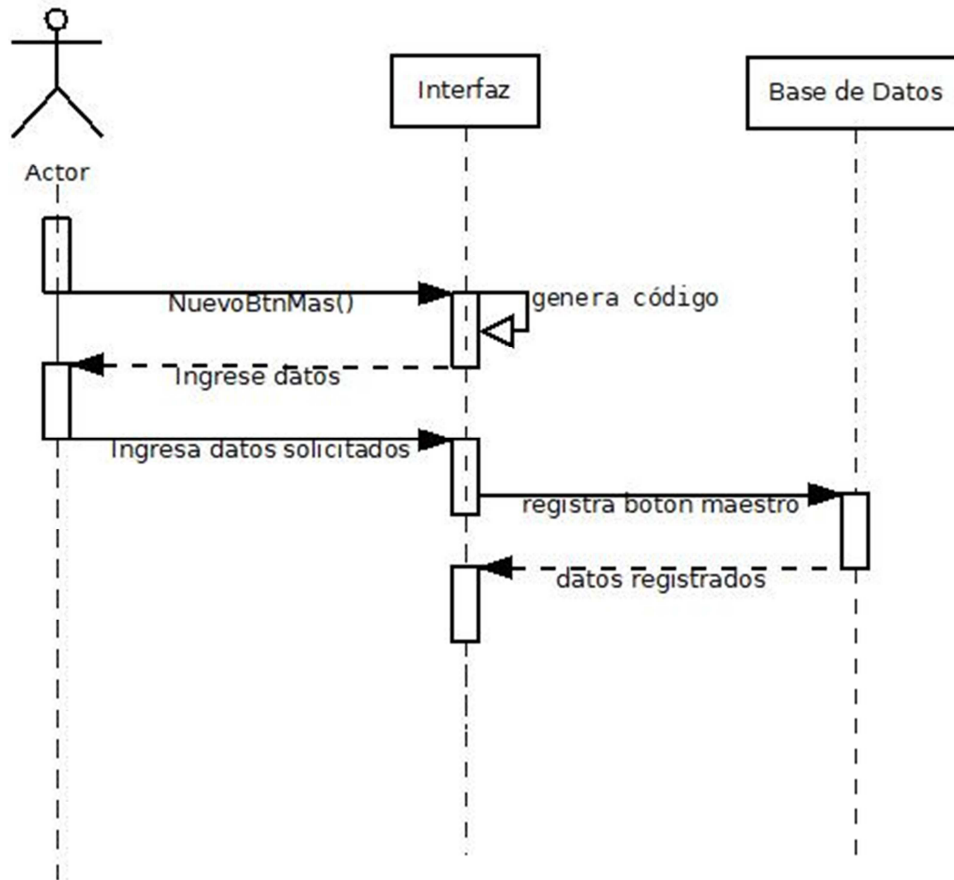 Interfaz
Base de Datos
Actor
NuevoBtnMas()
genera código
Ingrese datos
Ingresa datos solicitados
registra boton maestro
datos registrados